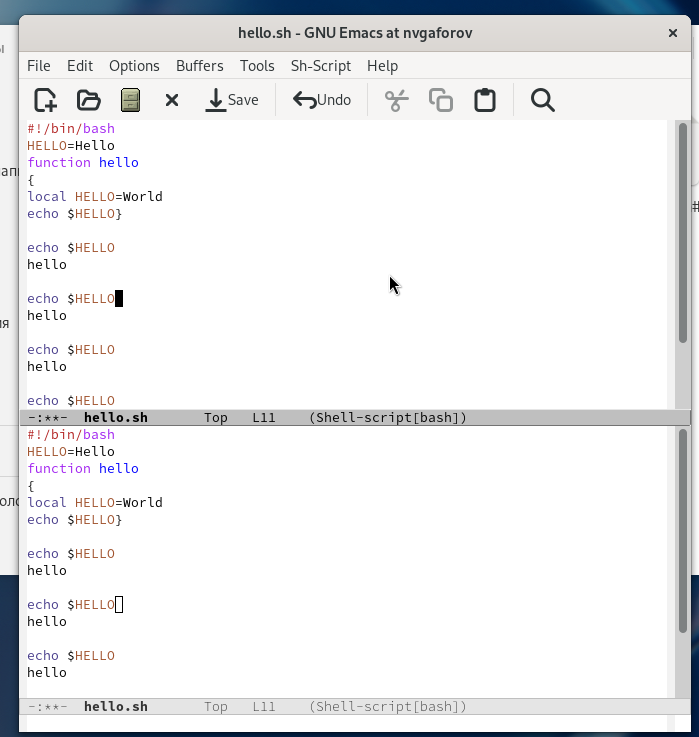 ы
hello.sh - GNU Emacs at nvgaforov ×
File Edit Options Buffers Tools Sh-Script Help
Save Undo
#!/bin/bash
HELLO=Hello
function hello
{
local HELLO=World
echo $HELLO}
echo $HELLO
hello
echo $HELLO
hello
echo $HELLO
hello
echo $HELLO
-:**- hello.sh Top L11 (Shell-script[bash])
#!/bin/bash
HELLO=Hello
function hello
{
local HELLO=World
echo $HELLO}
echo $HELLO
hello
echo $HELLO
hello
echo $HELLO
hello
-:**- hello.sh Top L11 (Shell-script[bash])